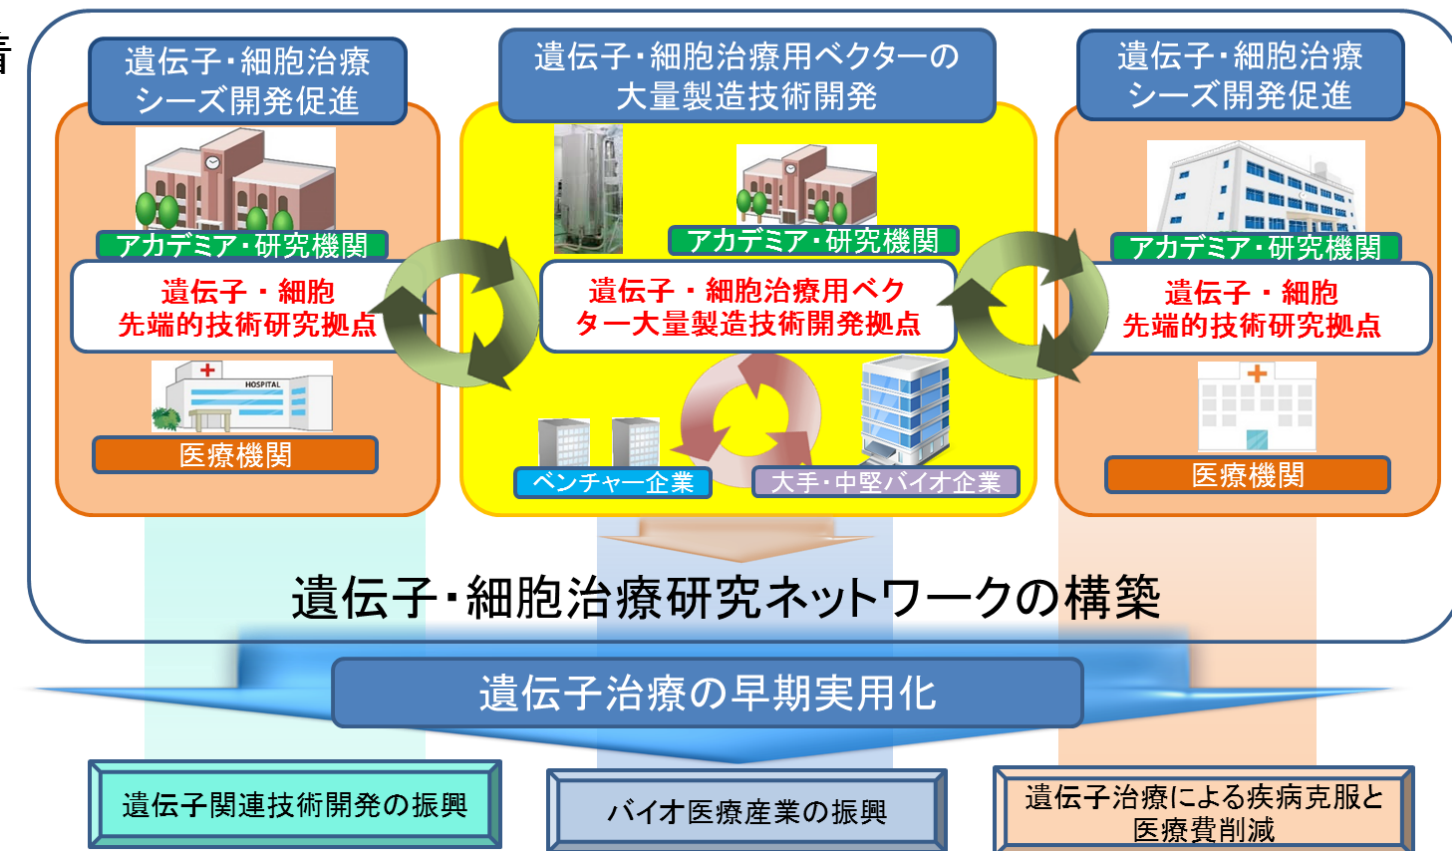 着
遺伝子・細胞治療
シーズ開発促進
遺伝子・細胞治療用ベクターの
大量製造技術開発
遺伝子・細胞治療
シーズ開発促進
アカデミア・研究機関
アカデミア・研究機関
アカデミア・研究機関
遺伝子・細胞
先端的技術研究拠点
遺伝子・細胞治療用ベク
ター大量製造技術開発拠点
遺伝子・細胞
先端的技術研究拠点
HOSPITAL
医療機関
ベンチャー企業
大手・中堅バイオ企業
医療機関
遺伝子・細胞治療研究ネットワークの構築
遺伝子治療の早期実用化
遺伝子関連技術開発の振興
バイオ医療産業の振興
遺伝子治療による疾病克服と
医療費削減